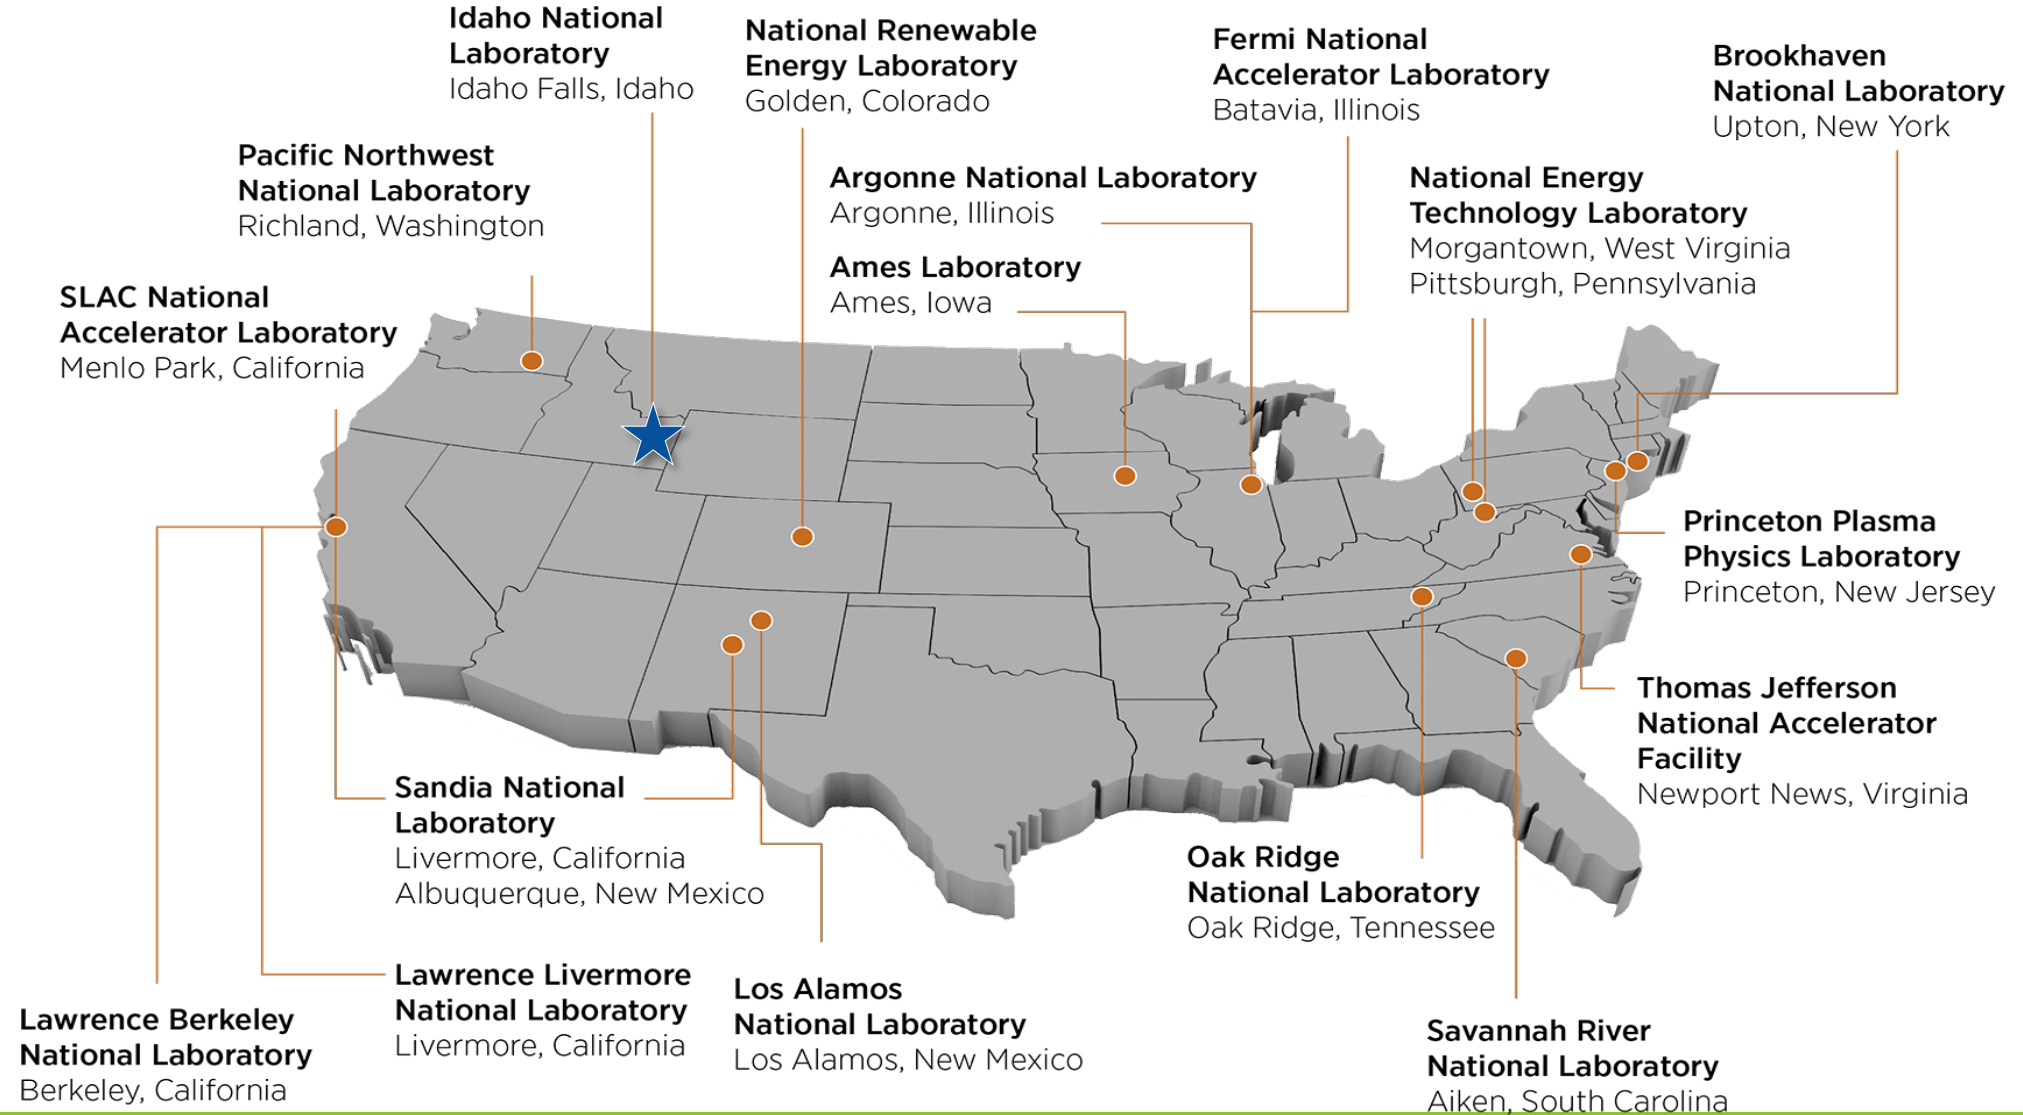 Idaho National
Laboratory
Idaho Falls, Idaho
National Renewable
Energy Laboratory
Golden, Colorado
Fermi National
Accelerator Laboratory
Batavia, Illinois
Brookhaven
National Laboratory
Upton, New York
Pacific Northwest
National Laboratory
Richland, Washington
Argonne National Laboratory
Argonne, Illinois
National Energy
Technology Laboratory
Morgantown, West Virginia
Pittsburgh, Pennsylvania
Ames Laboratory
Ames, Iowa
SLAC National
Accelerator Laboratory
Menlo Park, California
Princeton Plasma
Physics Laboratory
Princeton, New Jersey
Thomas Jefferson
National Accelerator
Facility
Newport News, Virginia
Sandia National
Laboratory
Livermore, California
Albuquerque, New Mexico
Oak Ridge
National Laboratory
Oak Ridge, Tennessee
Lawrence Livermore
National Laboratory
Livermore, California
Los Alamos
National Laboratory
Los Alamos, New Mexico
Lawrence Berkeley
National Laboratory
Berkeley, California
Savannah River
National Laboratory
Aiken, South Carolina